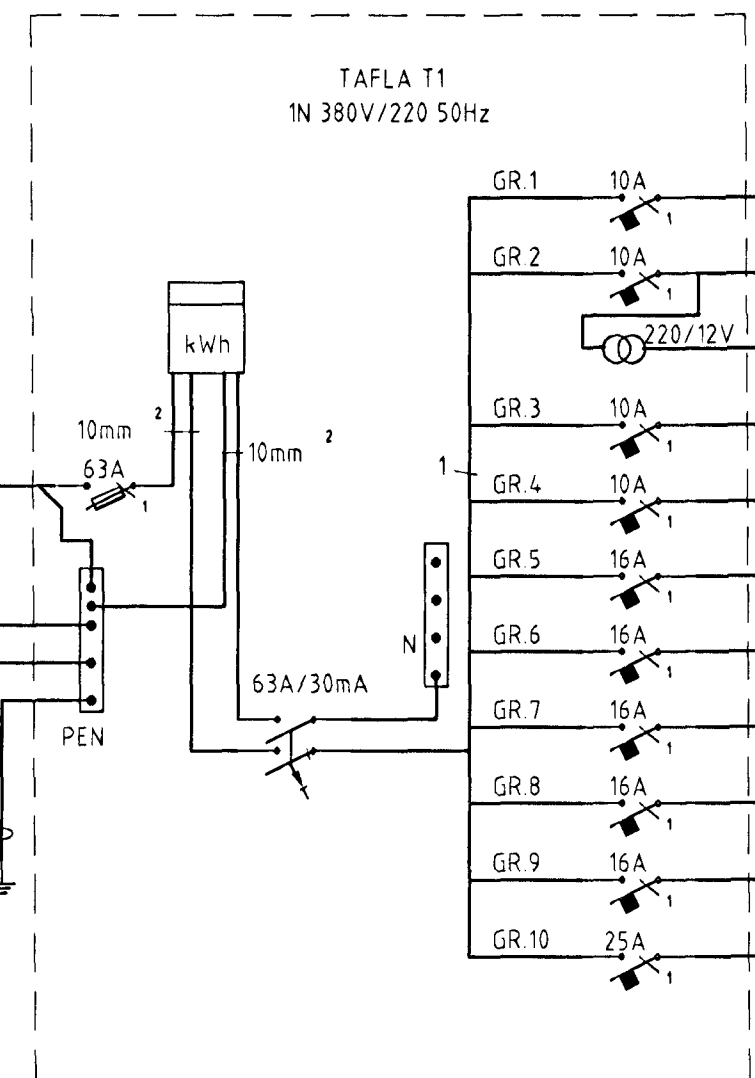 TAFLA T1
1N 380V/220 50Hz
GR.1 10A
1
GR.2 10A
1
220/12V
kWh
10mm 2
10mm 2
63A
1
GR.3 10A
1
1
GR.4 10A
1
GR.5 16A
1
N
GR.6 16A
1
63A/30mA
PEN
GR.7 16A
1
GR.8 16A
1
GR.9 16A
1
GR.10 25A
1